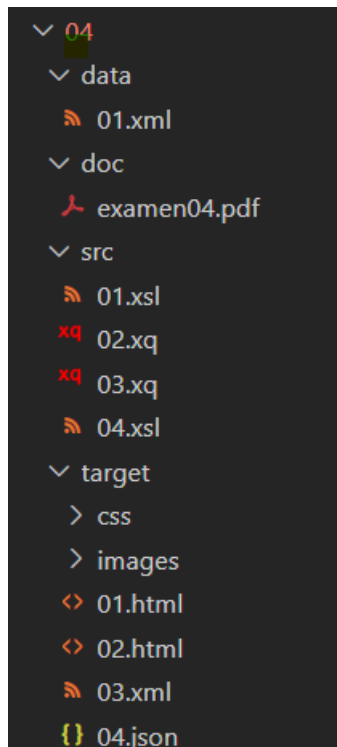 04
data
01.xml
doc
examen04.pdf
src
01.xsl
xq 02.xq
xq 03.xq
04.xsl
target
css
images
<> 01.html
<> 02.html
03.xml
{} 04.json